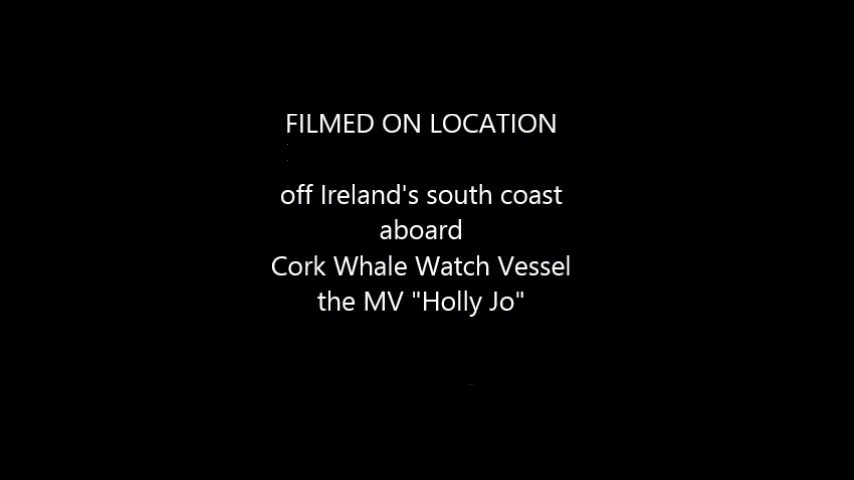 FILMED ON LOCATION
off Ireland's south coast
aboard
Cork Whale Watch Vessel
the MV "Holly Jo"